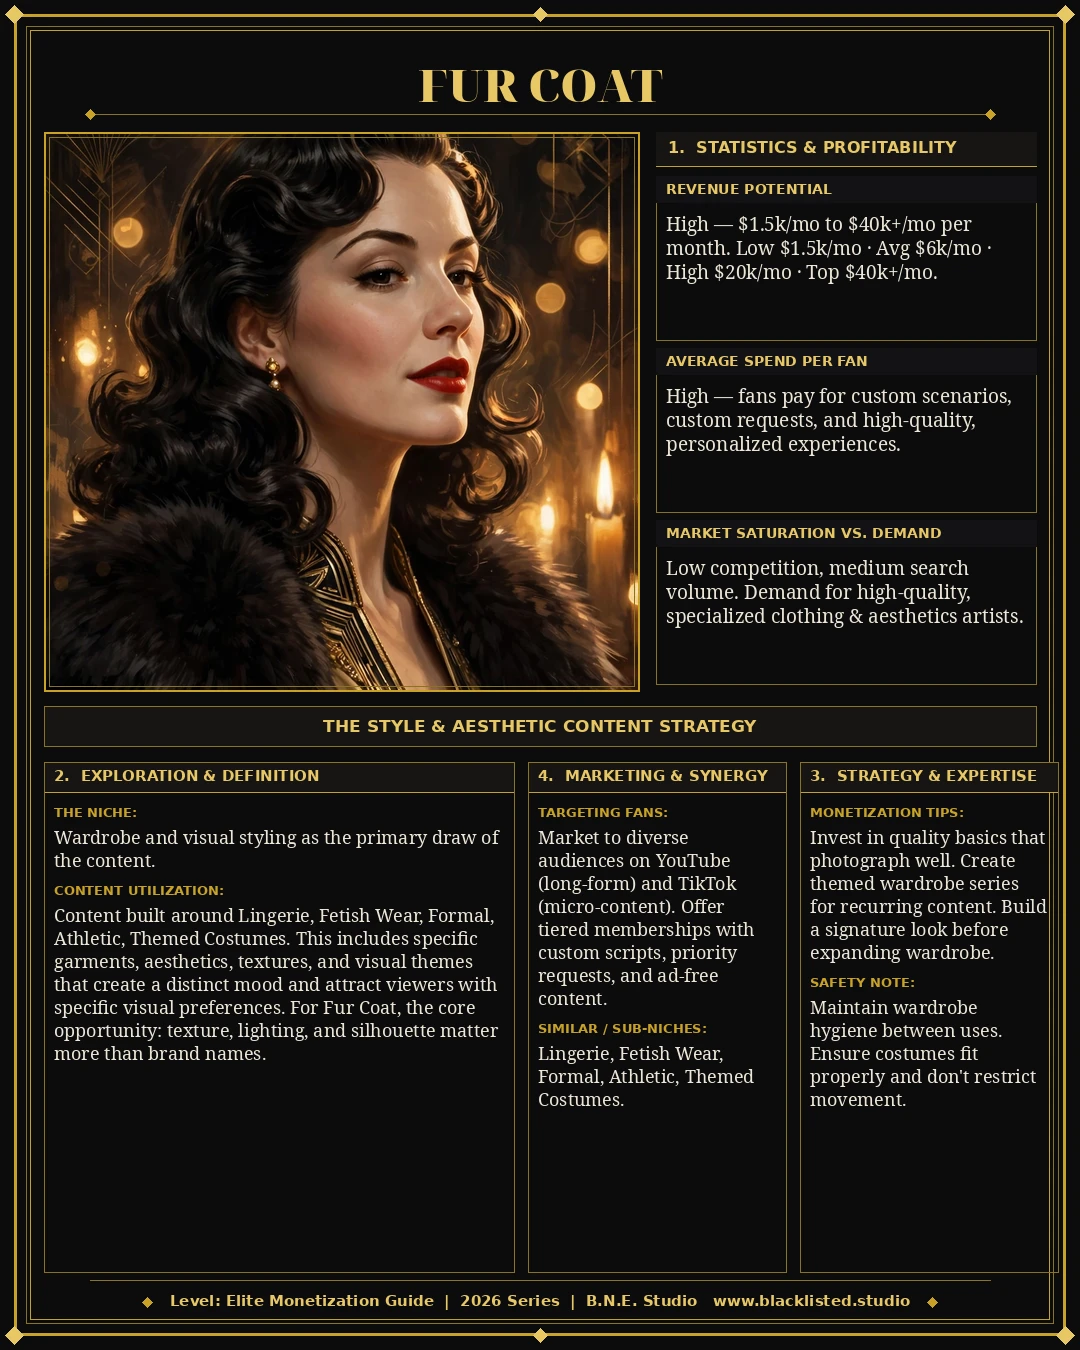 FUR COAT
1. STATISTICS & PROFITABILITY
REVENUE POTENTIAL
High — $1.5k/mo to $40k+/mo per
month. Low $1.5k/mo · Avg $6k/mo ·
High $20k/mo · Top $40k+/mo.
AVERAGE SPEND PER FAN
High — fans pay for custom scenarios,
custom requests, and high-quality,
personalized experiences.
MARKET SATURATION VS. DEMAND
Low competition, medium search
volume. Demand for high-quality,
specialized clothing & aesthetics artists.
THE STYLE & AESTHETIC CONTENT STRATEGY
2. EXPLORATION & DEFINITION
THE NICHE:
Wardrobe and visual styling as the primary draw of
the content.
CONTENT UTILIZATION:
Content built around Lingerie, Fetish Wear, Formal,
Athletic, Themed Costumes. This includes specific
garments, aesthetics, textures, and visual themes
that create a distinct mood and attract viewers with
specific visual preferences. For Fur Coat, the core
opportunity: texture, lighting, and silhouette matter
more than brand names.
4. MARKETING & SYNERGY
TARGETING FANS:
Market to diverse
audiences on YouTube
(long-form) and TikTok
(micro-content). Offer
tiered memberships with
custom scripts, priority
requests, and ad-free
content.
SIMILAR / SUB-NICHES:
Lingerie, Fetish Wear,
Formal, Athletic, Themed
Costumes.
3. STRATEGY & EXPERTISE
MONETIZATION TIPS:
Invest in quality basics that
photograph well. Create
themed wardrobe series
for recurring content. Build
a signature look before
expanding wardrobe.
SAFETY NOTE:
Maintain wardrobe
hygiene between uses.
Ensure costumes fit
properly and don't restrict
movement.
Level: Elite Monetization Guide | 2026 Series | B.N.E. Studio www.blacklisted.studio